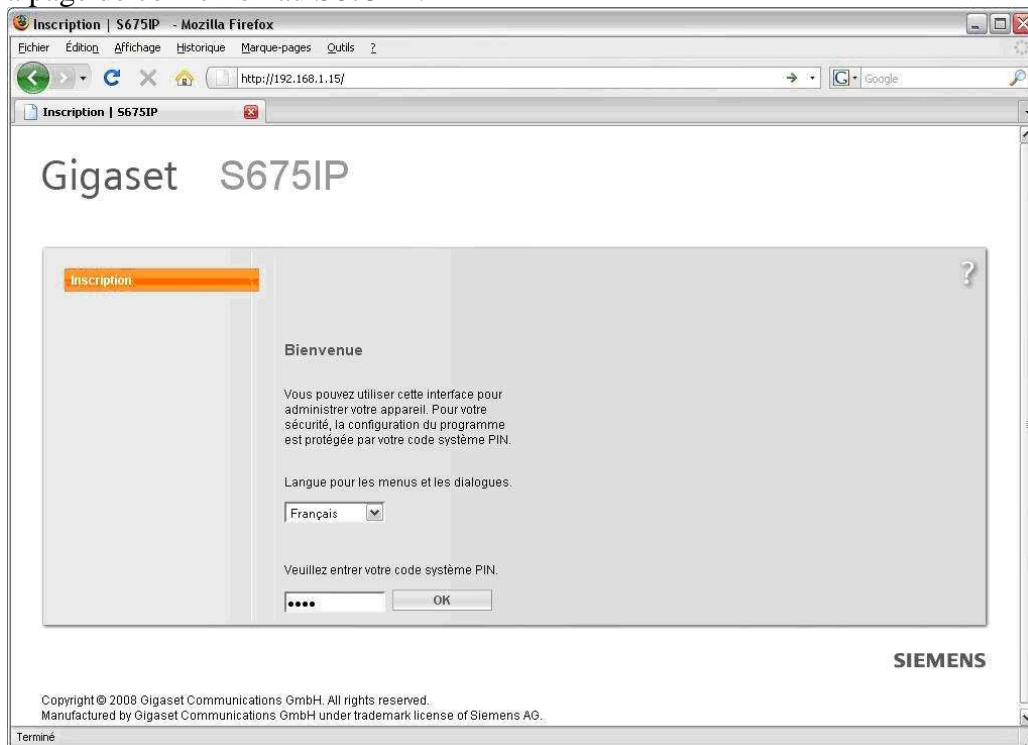 Inscription | S675IP - Mozilla Firefox
Fichier Édition Affichage Historique Marque-pages Outils ?
http://192.168.1.15/
Google
Inscription | S675IP
Gigaset S675IP
Inscription
?
Bienvenue
Vous pouvez utiliser cette interface pour
administrer votre appareil. Pour votre
sécurité, la configuration du programme
est protégée par votre code système PIN.
Langue pour les menus et les dialogues.
Français
Veuillez entrer votre code système PIN.
•••• OK
SIEMENS
Copyright © 2008 Gigaset Communications GmbH. All rights reserved.
Manufactured by Gigaset Communications GmbH under trademark license of Siemens AG.
Terminé